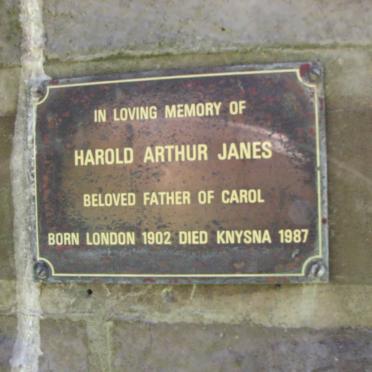 IN LOVING MEMORY OF
HAROLD ARTHUR JANES
BELOVED FATHER OF CAROL
BORN LONDON 1902 DIED KNYSNA 1987